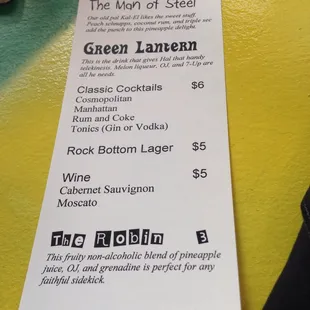 The Man of Steel
Our old pal Kal-El likes the sweet stuff.
Peach schnapps, coconut rum, and triple sec
add the punch to this pineapple delight.
Green Lantern
This is the drink that gives Hal that handy
telekinesis. Melon liqueur, OJ, and 7-Up are
all he needs.
Classic Cocktails $6
Cosmopolitan
Manhattan
Rum and Coke
Tonics (Gin or Vodka)
Rock Bottom Lager $5
Wine $5
Cabernet Sauvignon
Moscato
The Robin 3
This fruity non-alcoholic blend of pineapple
juice, OJ, and grenadine is perfect for any
faithful sidekick.